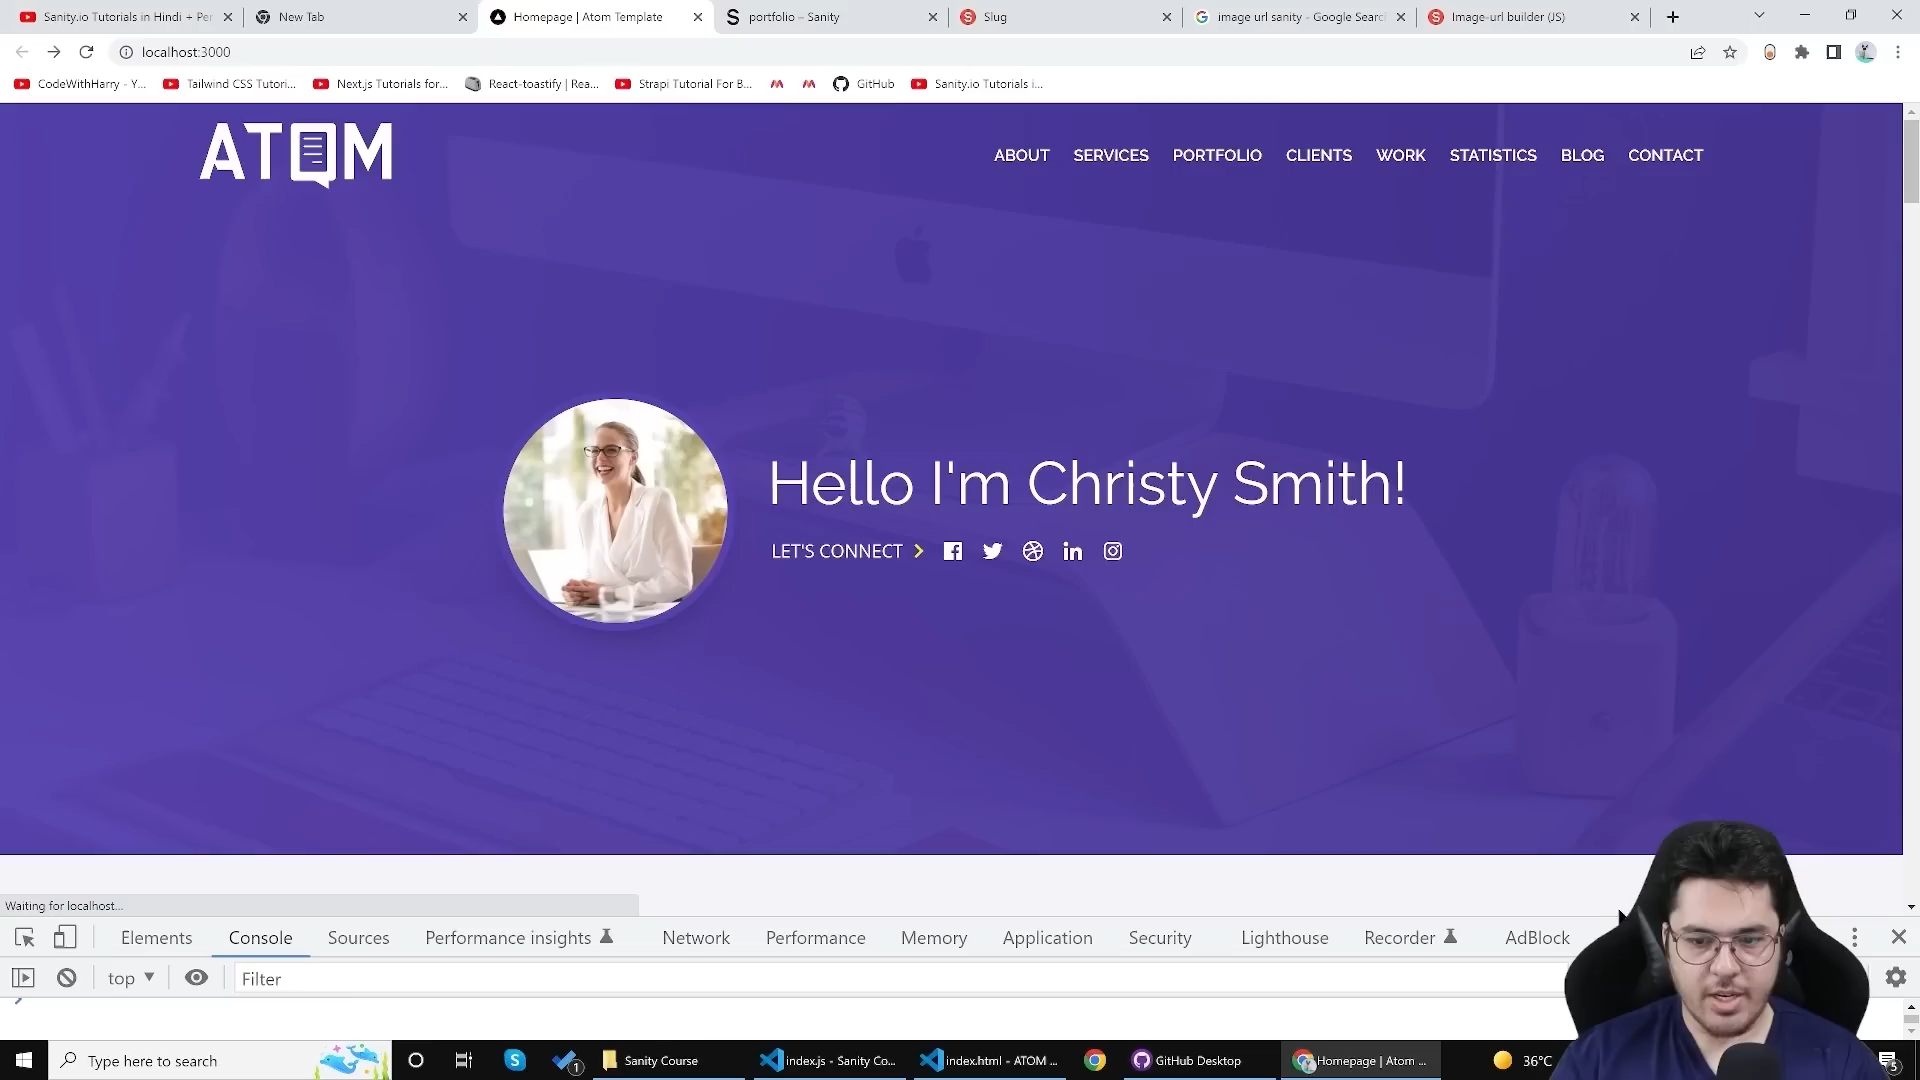 Sanity.io Tutorials in Hindi + Per
New Tab
Homepage | Atom Template
portfolio – Sanity
Slug
image url sanity - Google Searc
Image-url builder (JS)
localhost:3000
CodeWithHarry - Y...
Tailwind CSS Tutori...
Next.js Tutorials for...
React-toastify | Rea...
Strapi Tutorial For B...
GitHub
Sanity.io Tutorials i...
ATOM
ABOUT
SERVICES
PORTFOLIO
CLIENTS
WORK
STATISTICS
BLOG
CONTACT
Hello I'm Christy Smith!
LET'S CONNECT
Waiting for localhost...
Elements
Console
Sources
Performance insights
Network
Performance
Memory
Application
Security
Lighthouse
Recorder
AdBlock
top
Filter
Type here to search
1
Sanity Course
index.js - Sanity Co...
index.html - ATOM ...
GitHub Desktop
Homepage | Atom ...
36°C
5